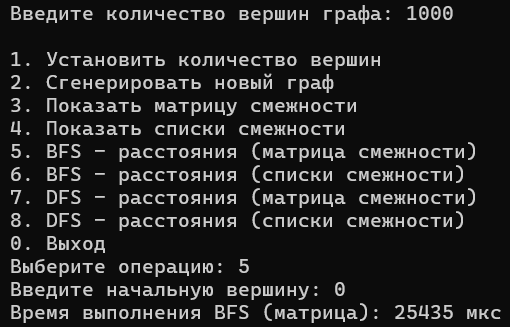 Введите количество вершин графа: 1000
1. Установить количество вершин
2. Сгенерировать новый граф
3. Показать матрицу смежности
4. Показать списки смежности
5. BFS – расстояния (матрица смежности)
6. BFS – расстояния (списки смежности)
7. DFS – расстояния (матрица смежности)
8. DFS – расстояния (списки смежности)
0. Выход
Выберите операцию: 5
Введите начальную вершину: 0
Время выполнения BFS (матрица): 25435 мкс